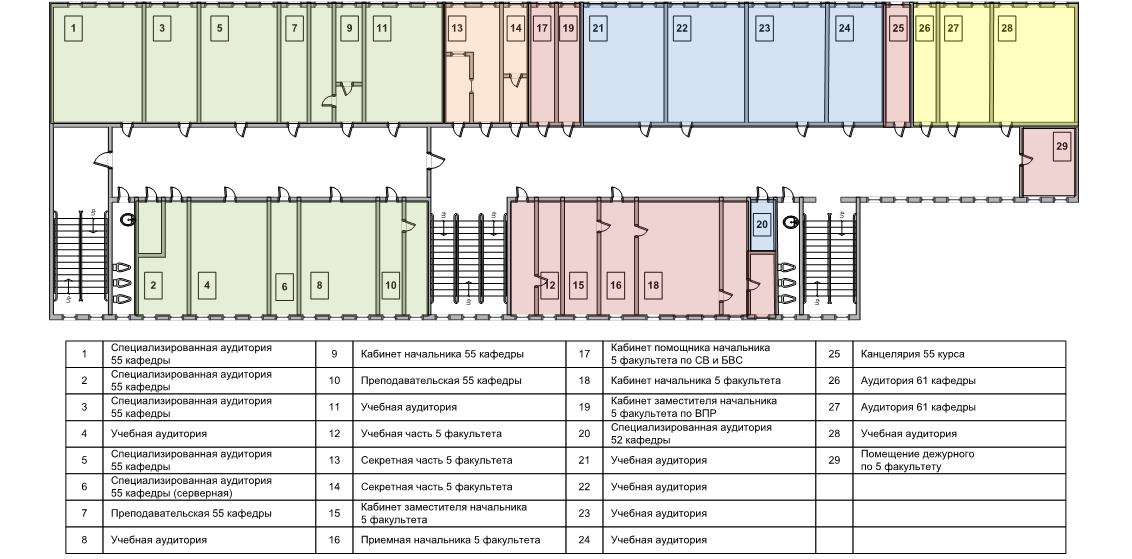 1 3 5 7 9 11 13 14 17 19 21 22 23 24 25 26 27 28
29
Up Up Up Up
20
2 4 6 8 10 12 15 16 18
Up Up Up
1 Специализированная аудитория 55 кафедры
2 Специализированная аудитория 55 кафедры
3 Специализированная аудитория 55 кафедры
4 Учебная аудитория
5 Специализированная аудитория 55 кафедры
6 Специализированная аудитория 55 кафедры (серверная)
7 Преподавательская 55 кафедры
8 Учебная аудитория
9 Кабинет начальника 55 кафедры
10 Преподавательская 55 кафедры
11 Учебная аудитория
12 Учебная часть 5 факультета
13 Секретная часть 5 факультета
14 Секретная часть 5 факультета
15 Кабинет заместителя начальника 5 факультета
16 Приемная начальника 5 факультета
17 Кабинет помощника начальника 5 факультета по СВ и БВС
18 Кабинет начальника 5 факультета
19 Кабинет заместителя начальника 5 факультета по ВПР
20 Специализированная аудитория 52 кафедры
21 Учебная аудитория
22 Учебная аудитория
23 Учебная аудитория
24 Учебная аудитория
25 Канцелярия 55 курса
26 Аудитория 61 кафедры
27 Аудитория 61 кафедры
28 Учебная аудитория
29 Помещение дежурного по 5 факультету